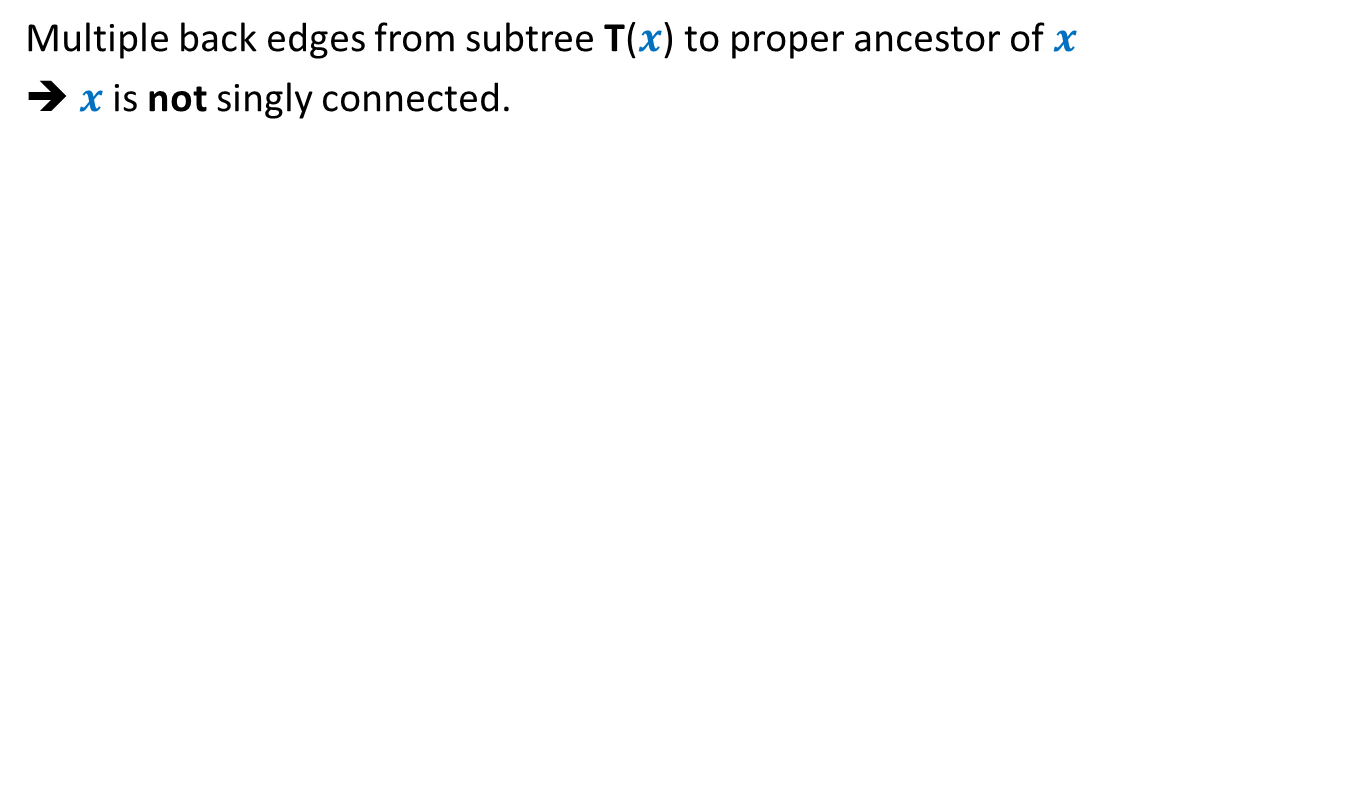 Multiple back edges from subtree T(x) to proper ancestor of x
➔ x is not singly connected.